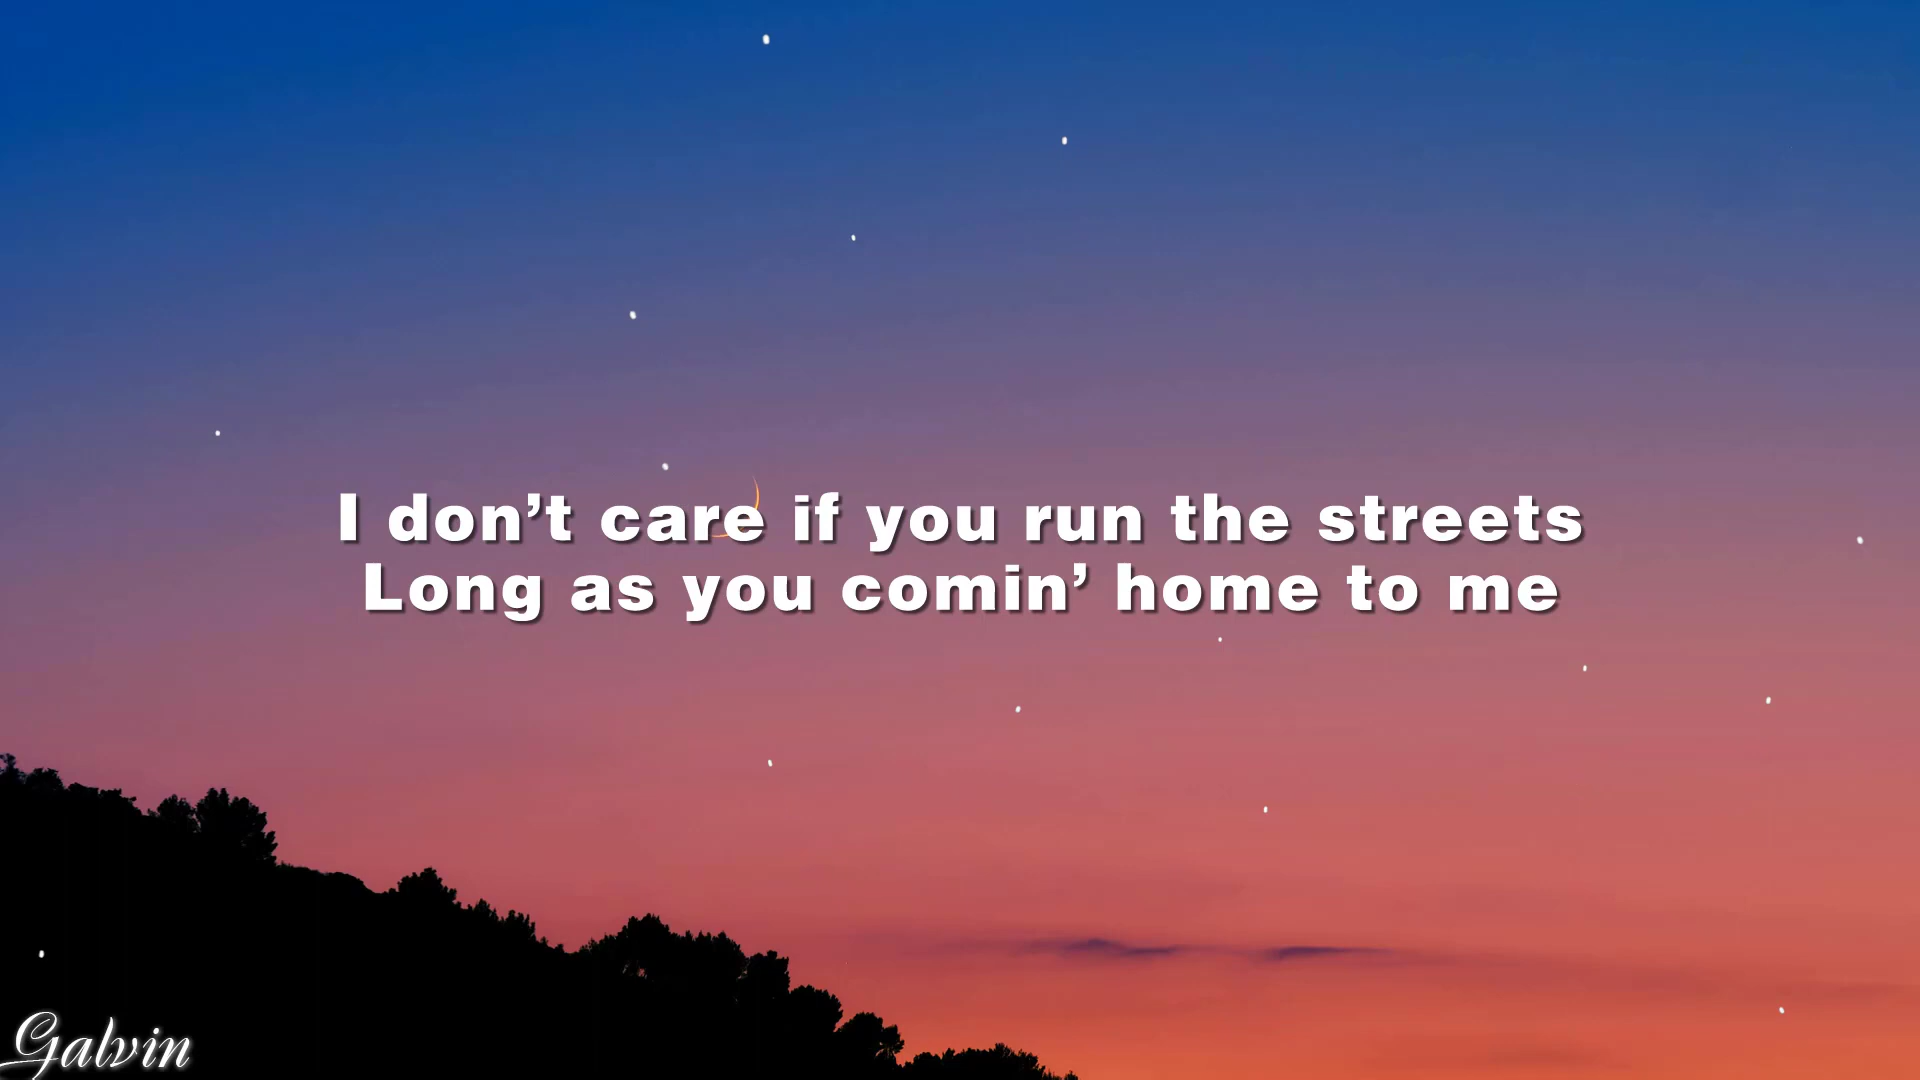 I don’t care if you run the streets
Long as you comin’ home to me
Galvin